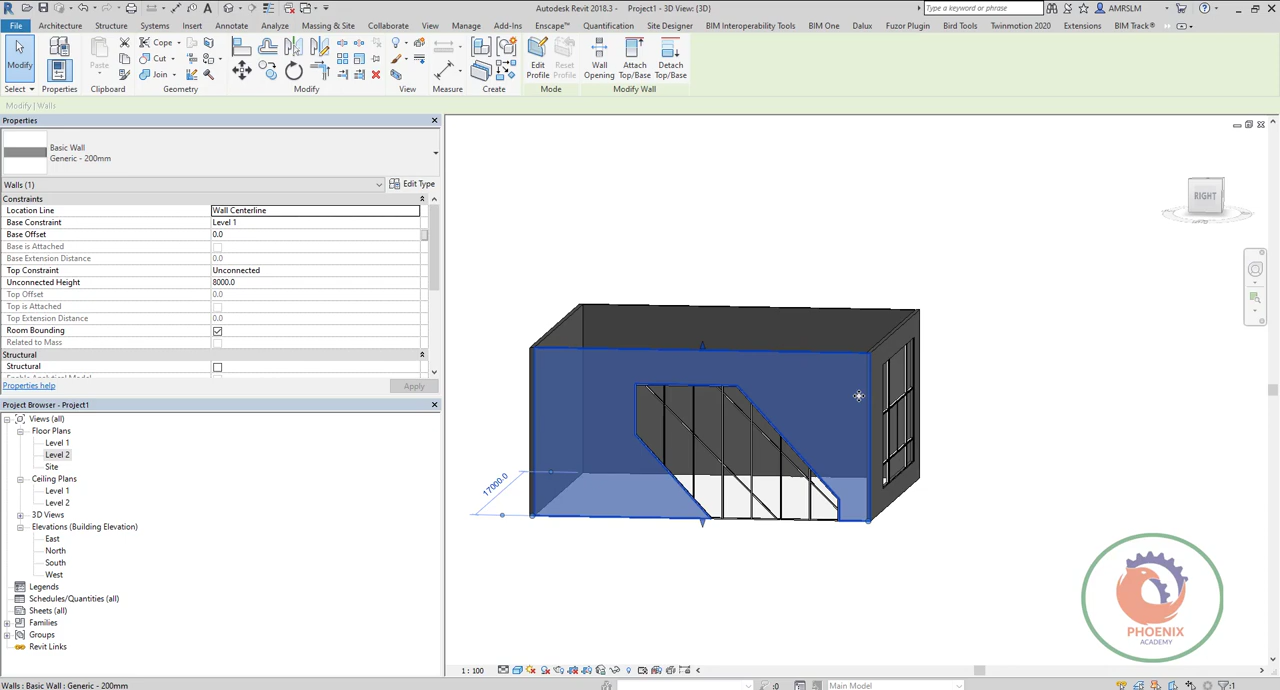 Autodesk Revit 2018.3 - Project1 - 3D View: {3D}
Type a keyword or phrase
AMRSLM
File Architecture Structure Systems Insert Annotate Analyze Massing & Site Collaborate View Manage Add-Ins Enscape™ Quantification Site Designer BIM Interoperability Tools BIM One Dalux Fuzor Plugin Bird Tools Twinmotion 2020 Extensions BIM Track® Modify | Walls
Modify
Paste
Cope
Cut
Join
Edit Profile
Reset Profile
Wall Opening
Attach Top/Base
Detach Top/Base
Select Properties Clipboard Geometry Modify View Measure Create Mode Modify Wall
Modify | Walls
Properties
Basic Wall
Generic - 200mm
Walls (1) Edit Type
Constraints
Location Line Wall Centerline
Base Constraint Level 1
Base Offset 0.0
Base is Attached
Base Extension Distance 0.0
Top Constraint Unconnected
Unconnected Height 8000.0
Top Offset 0.0
Top is Attached
Top Extension Distance 0.0
Room Bounding
Related to Mass
Structural
Structural
Enable Analytical Model
Properties help Apply
Project Browser - Project1
Views (all)
Floor Plans
Level 1
Level 2
Site
Ceiling Plans
Level 1
Level 2
3D Views
Elevations (Building Elevation)
East
North
South
West
Legends
Schedules/Quantities (all)
Sheets (all)
Families
Groups
Revit Links
RIGHT
17000.0
PHOENIX
ACADEMY
1 : 100
Walls : Basic Wall : Generic - 200mm
:0
Main Model
:1